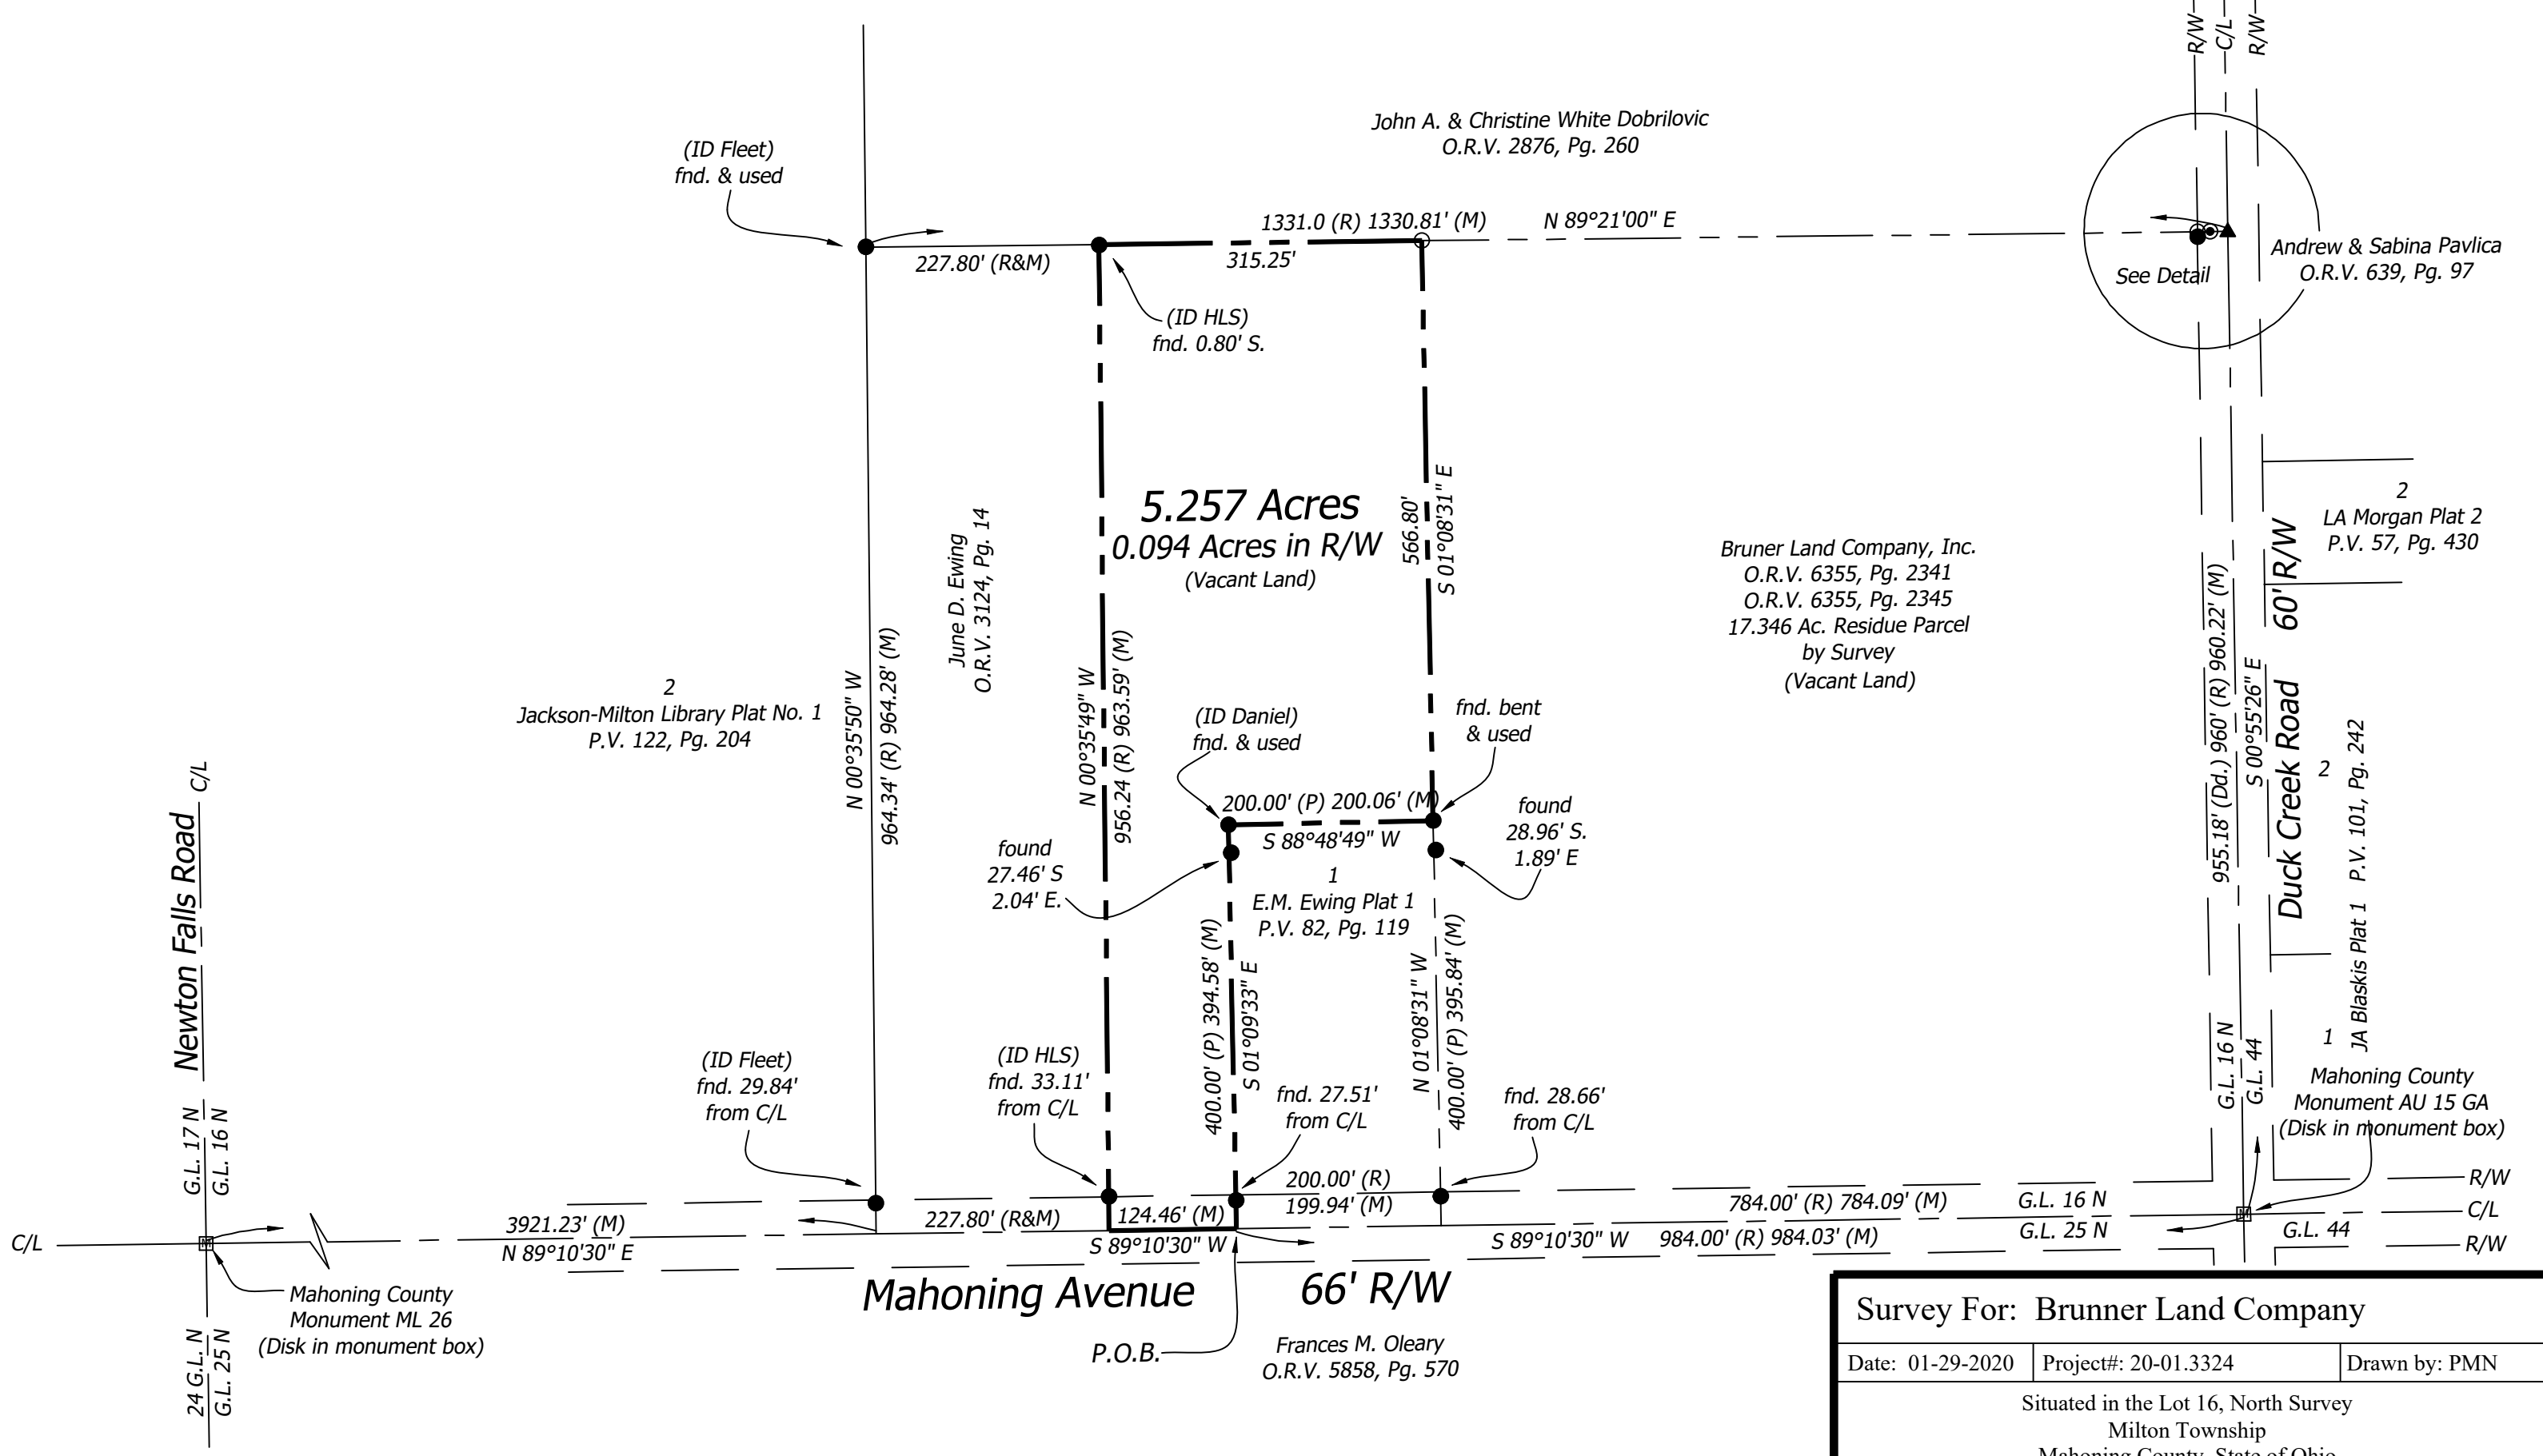 R/W
C/L
R/W
John A. & Christine White Dobrilovic
O.R.V. 2876, Pg. 260
(ID Fleet)
fnd. & used
1331.0 (R) 1330.81' (M)
N 89°21'00" E
227.80' (R&M)
315.25'
See Detail
Andrew & Sabina Pavlica
O.R.V. 639, Pg. 97
(ID HLS)
fnd. 0.80' S.
5.257 Acres
0.094 Acres in R/W
(Vacant Land)
566.80'
S 01°08'31" E
June D. Ewing
O.R.V. 3124, Pg. 14
Bruner Land Company, Inc.
O.R.V. 6355, Pg. 2341
O.R.V. 6355, Pg. 2345
17.346 Ac. Residue Parcel
by Survey
(Vacant Land)
2
LA Morgan Plat 2
P.V. 57, Pg. 430
2
Jackson-Milton Library Plat No. 1
P.V. 122, Pg. 204
N 00°35'50" W
964.34' (R) 964.28' (M)
N 00°35'49" W
956.24 (R) 963.59' (M)
(ID Daniel)
fnd. & used
fnd. bent
& used
200.00' (P) 200.06' (M)
S 88°48'49" W
found
27.46' S
2.04' E.
found
28.96' S.
1.89' E
1
E.M. Ewing Plat 1
P.V. 82, Pg. 119
955.18' (Dd.) 960' (R) 960.22' (M)
S 00°55'26" E
Duck Creek Road 60' R/W
2
JA Blaskis Plat 1 P.V. 101, Pg. 242
1
C/L
Newton Falls Road
G.L. 17 N
G.L. 16 N
400.00' (P) 394.58' (M)
S 01°09'33" E
N 01°08'31" W
400.00' (P) 395.84' (M)
G.L. 16 N
G.L. 44
(ID Fleet)
fnd. 29.84'
from C/L
(ID HLS)
fnd. 33.11'
from C/L
fnd. 27.51'
from C/L
fnd. 28.66'
from C/L
Mahoning County
Monument AU 15 GA
(Disk in monument box)
200.00' (R)
199.94' (M)
784.00' (R) 784.09' (M)
G.L. 16 N
R/W
C/L
R/W
C/L
M
3921.23' (M)
N 89°10'30" E
227.80' (R&M)
124.46' (M)
S 89°10'30" W
S 89°10'30" W
984.00' (R) 984.03' (M)
G.L. 25 N
M
G.L. 44
Mahoning Avenue 66' R/W
Mahoning County
Monument ML 26
(Disk in monument box)
24 G.L. N
G.L. 25 N
P.O.B.
Frances M. Oleary
O.R.V. 5858, Pg. 570
Survey For: Brunner Land Company
Date: 01-29-2020
Project#: 20-01.3324
Drawn by: PMN
Situated in the Lot 16, North Survey
Milton Township
Mahoning County, State of Ohio